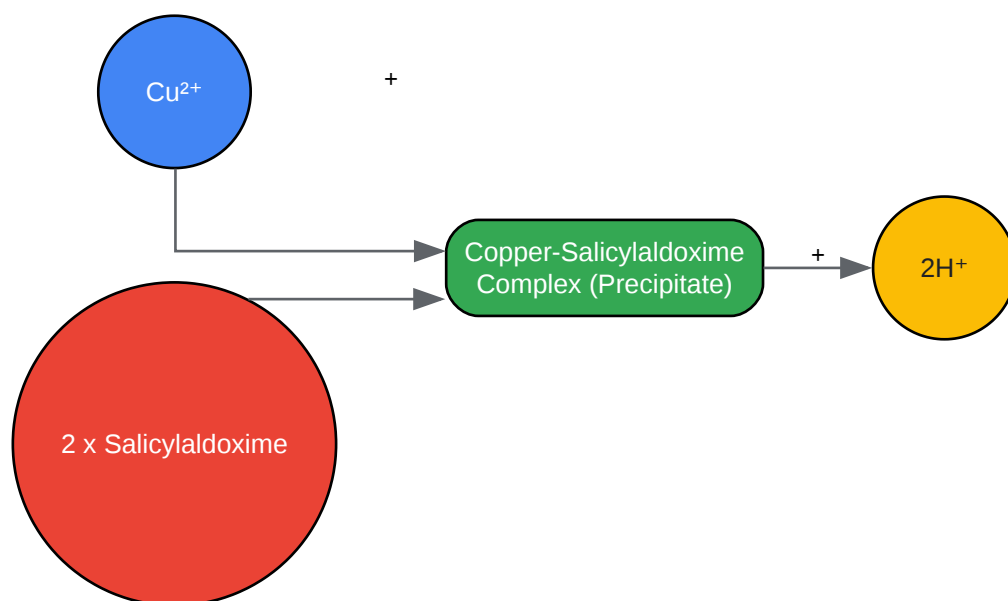 Cu²⁺
+
Copper-Salicylaldoxime
Complex (Precipitate)
+
2H⁺
2 x Salicylaldoxime